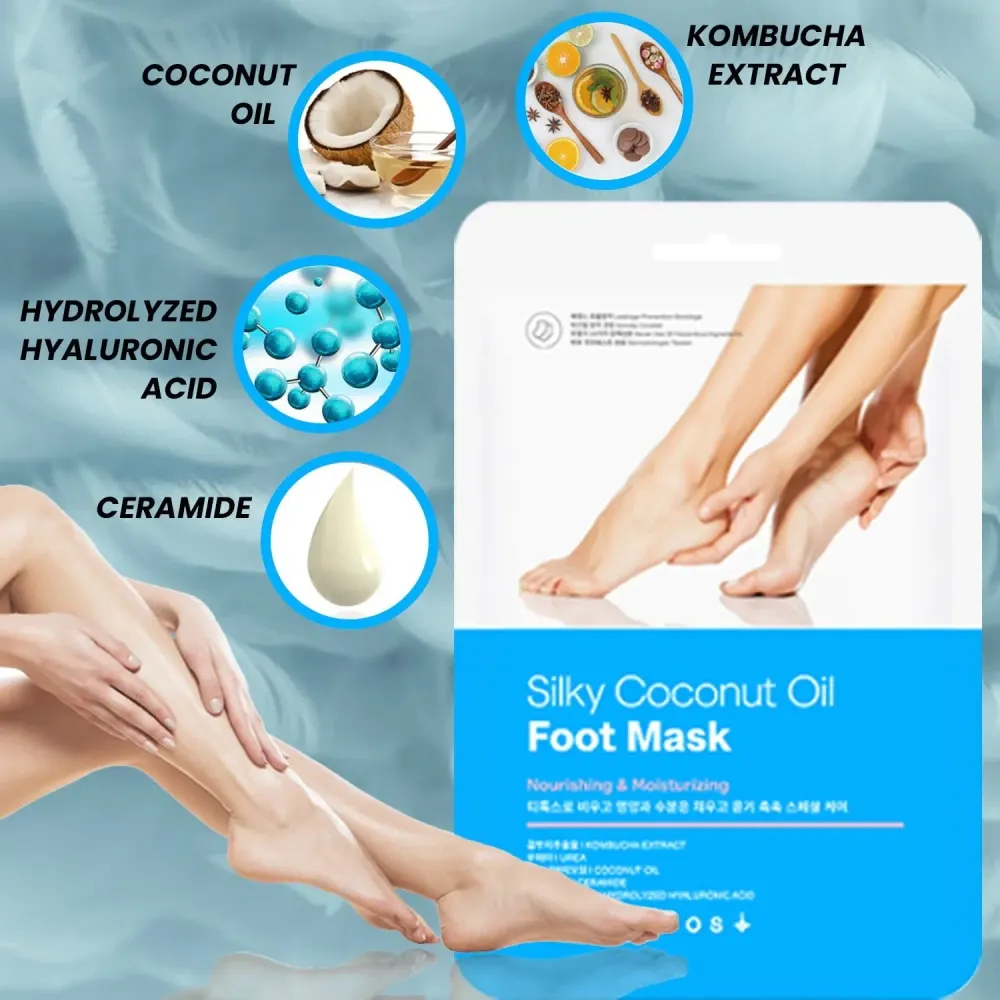 COCONUT
OIL
KOMBUCHA
EXTRACT
HYDROLYZED
HYALURONIC
ACID
CERAMIDE
Leakage Prevention Bandage
Silky Coconut Oil
Foot Mask
Nourishing & Moisturizing
디톡스로 비우고 영양과 수분은 채우고 윤기 촉촉 스페셜 케어
콤부차추출물 | KOMBUCHA EXTRACT
우레아 | UREA
| COCONUT OIL
CERAMIDE
HYDROLYZED HYALURONIC ACID
O S